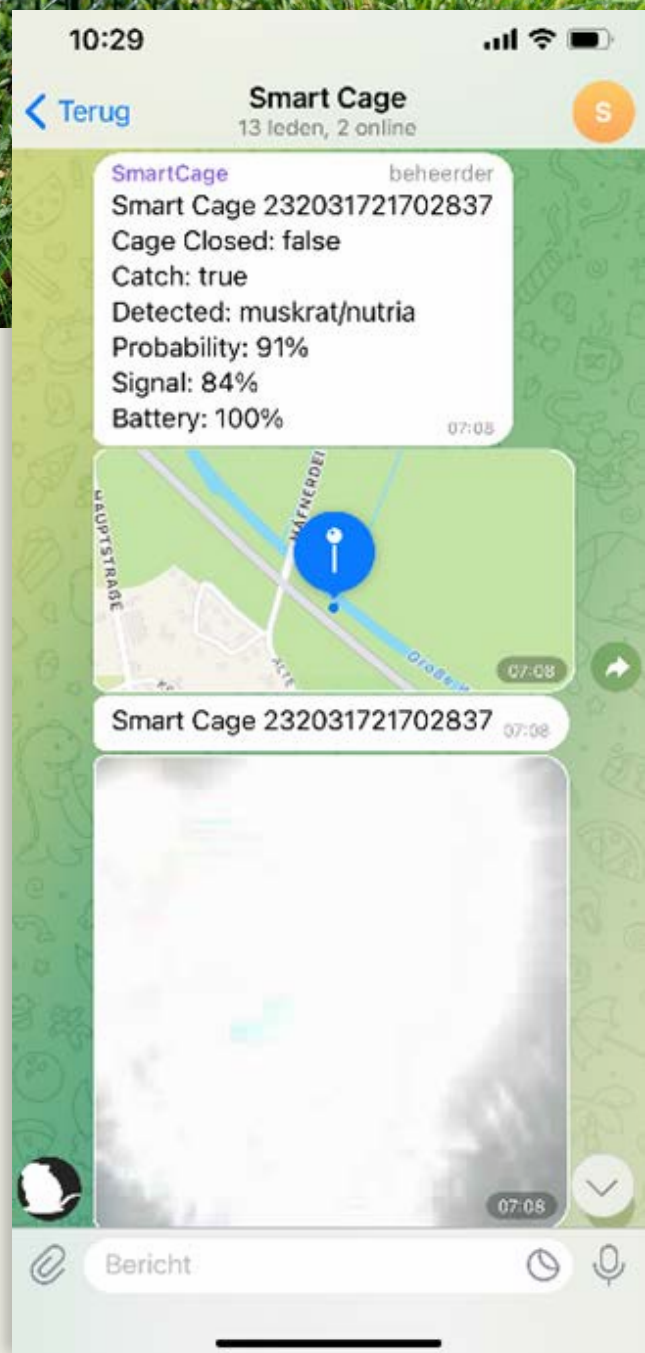 10:29
Terug
Smart Cage
13 leden, 2 online
S
SmartCage beheerder
Smart Cage 232031721702837
Cage Closed: false
Catch: true
Detected: muskrat/nutria
Probability: 91%
Signal: 84%
Battery: 100%
07:08
HAUPTSTRAßE
ALTE
07:08
Smart Cage 232031721702837 07:08
07:08
Bericht